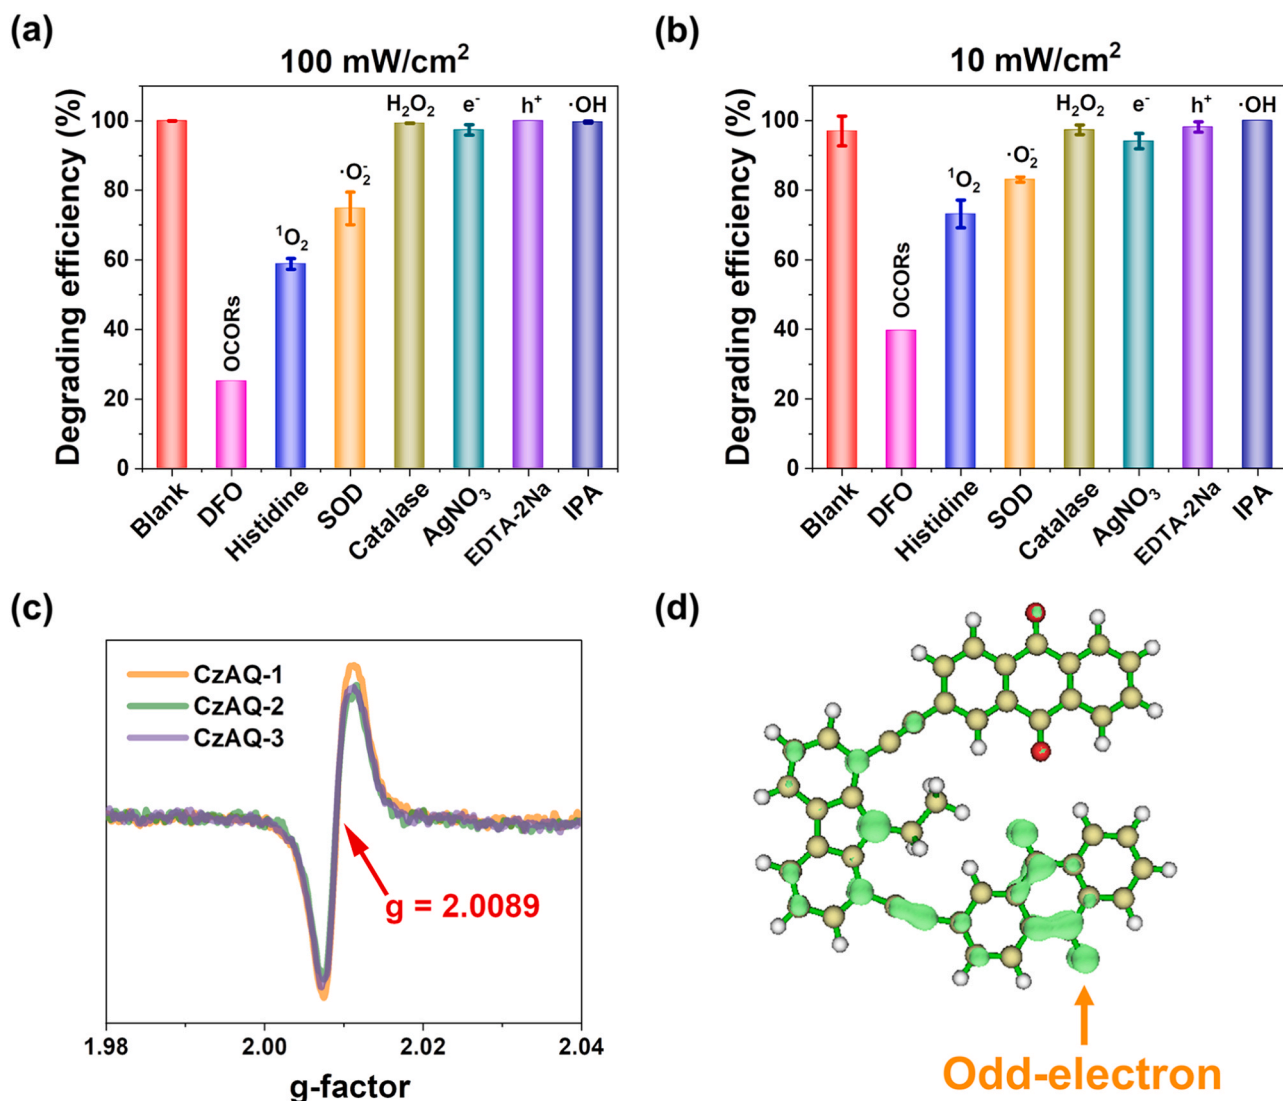 (a)
100 mW/cm²
Degrading efficiency (%)
100
80
60
40
20
0
OCORs
¹O₂
·O₂⁻
H₂O₂
e⁻
h⁺
·OH
Blank
DFO
Histidine
SOD
Catalase
AgNO₃
EDTA-2Na
IPA
(b)
10 mW/cm²
Degrading efficiency (%)
100
80
60
40
20
0
OCORs
¹O₂
·O₂⁻
H₂O₂
e⁻
h⁺
·OH
Blank
DFO
Histidine
SOD
Catalase
AgNO₃
EDTA-2Na
IPA
(c)
CzAQ-1
CzAQ-2
CzAQ-3
g = 2.0089
1.98
2.00
2.02
2.04
g-factor
(d)
Odd-electron